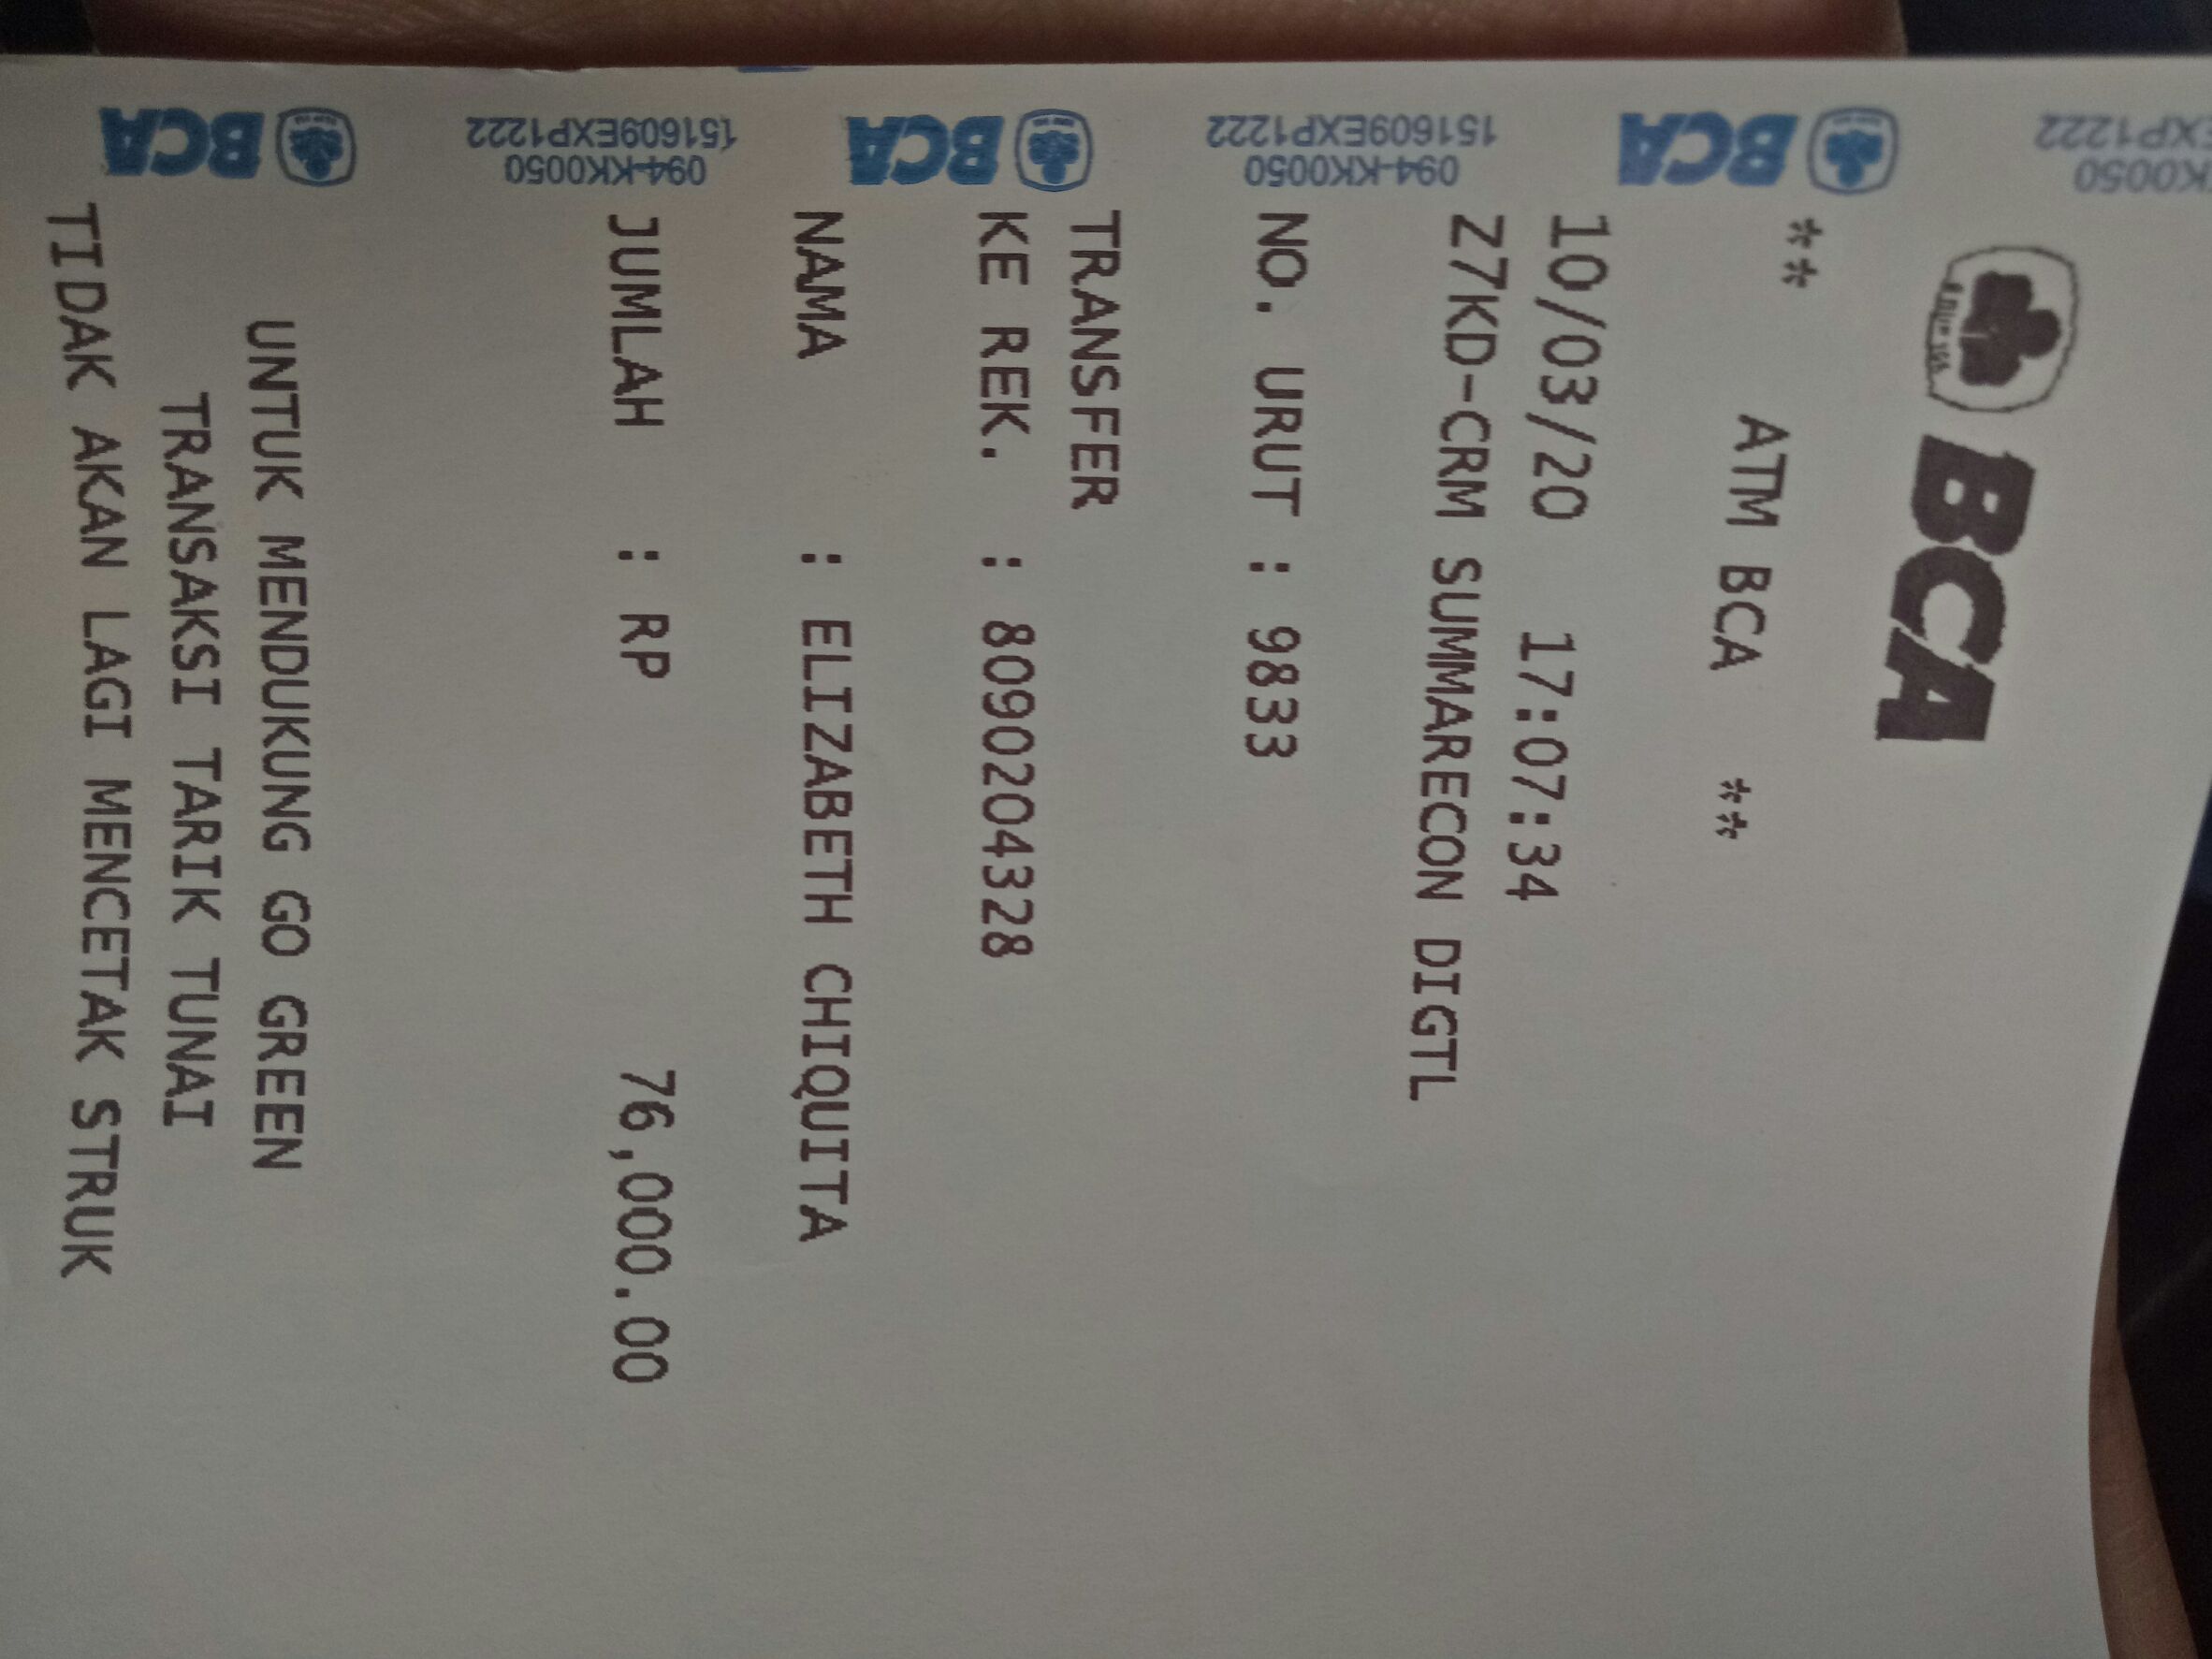 BCA
** ATM BCA **
10/03/20 17:07:34
Z7KD-CRM SUMMARECON DIGTL
NO. URUT : 9833
TRANSFER
KE REK. : 8090204328
NAMA : ELIZABETH CHIQUITA
JUMLAH : RP 76,000.00
UNTUK MENDUKUNG GO GREEN
TRANSAKSI TARIK TUNAI
TIDAK AKAN LAGI MENCETAK STRUK
BCA
094-KK0050
151609EXP1222
BCA
094-KK0050
151609EXP1222
BCA
K0050
XP1222